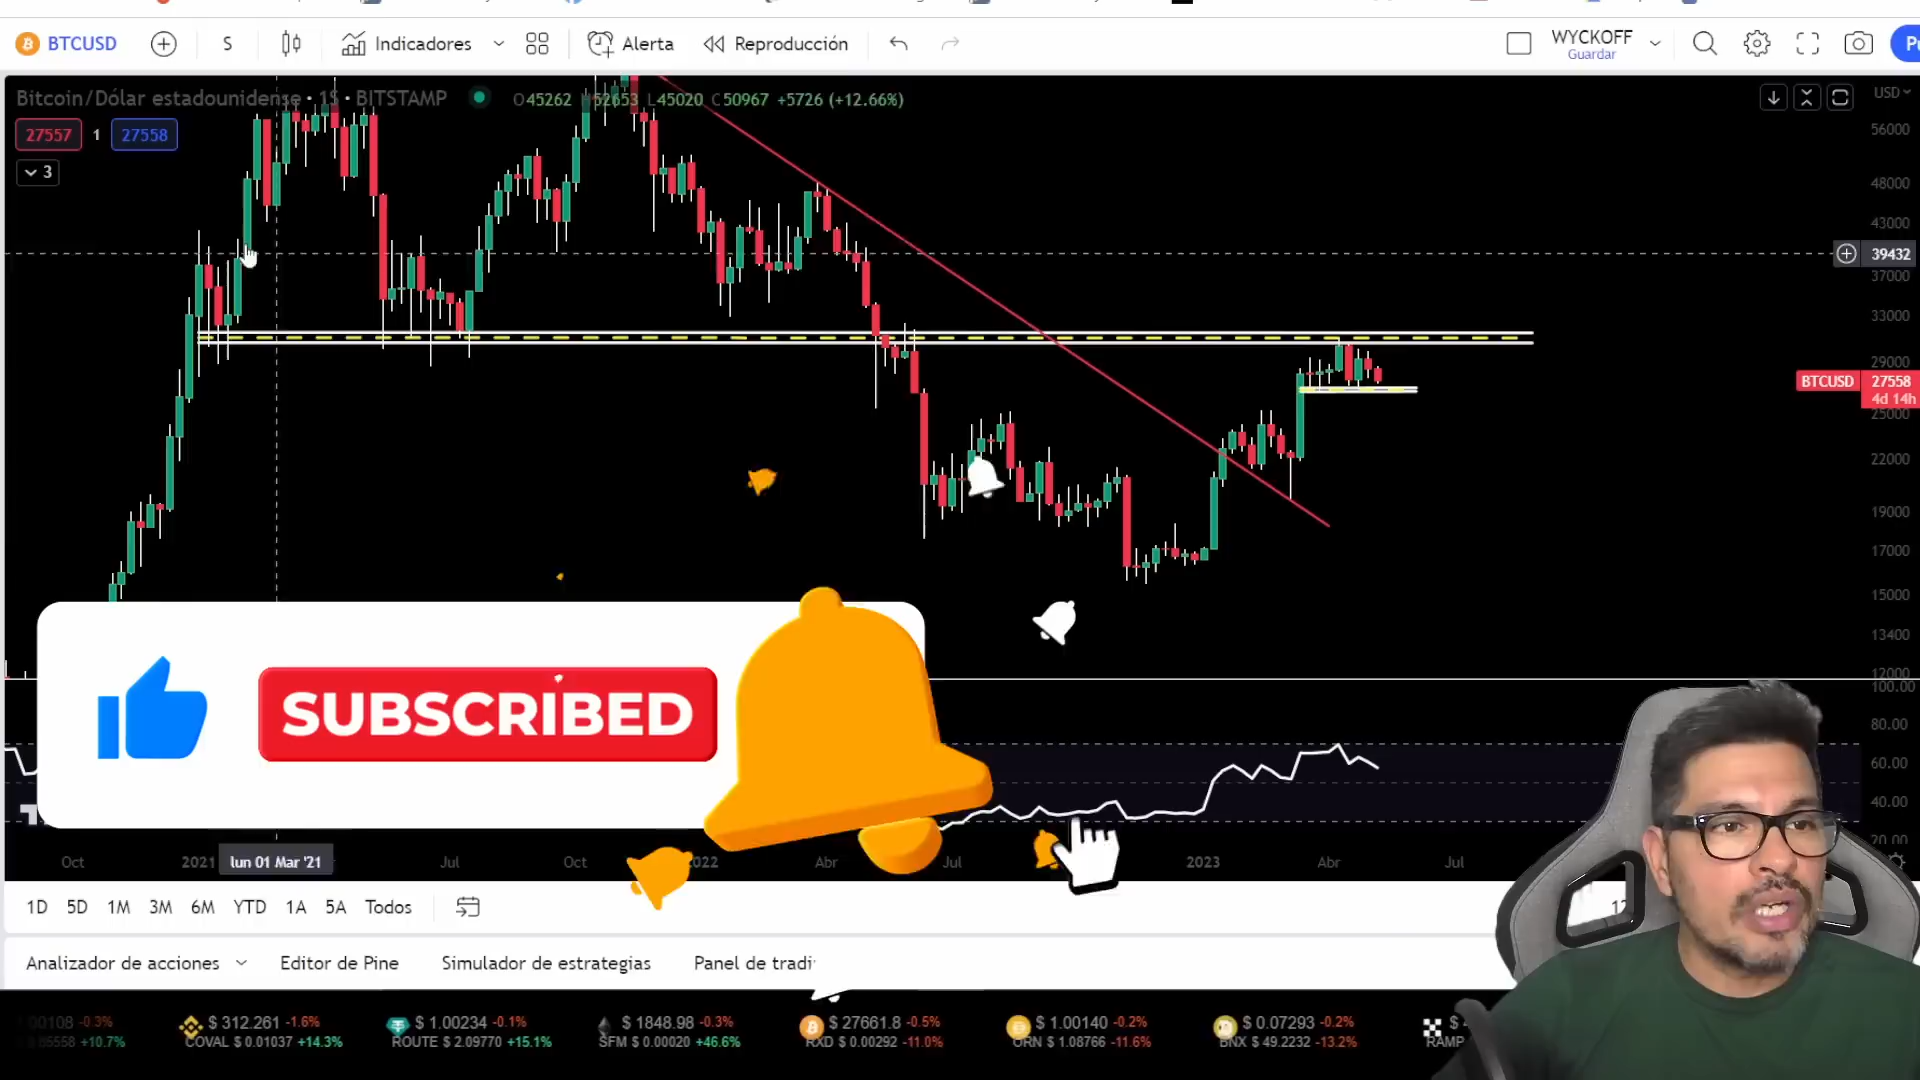 BTCUSD
S
Indicadores
Alerta
Reproducción
WYCKOFF
Guardar
Bitcoin/Dólar estadounidense • 1S • BITSTAMP
O45262 H52653 L45020 C50967 +5726 (+12.66%)
USD
27557 1 27558
3
56000
48000
43000
39432
37000
33000
29000
BTCUSD 27558
4d 14h
25000
22000
19000
17000
15000
13400
12000
100.00
80.00
60.00
40.00
20.00
SUBSCRIBED
Oct 2021 lun 01 Mar '21 Jul Oct 2022 Abr Jul 2023 Abr Jul
1D 5D 1M 3M 6M YTD 1A 5A Todos
Analizador de acciones Editor de Pine Simulador de estrategias Panel de tradi
-0.3% $ 312.261 -1.6% $ 1.00234 -0.1% $ 1848.98 -0.3% $ 27661.8 -0.5% $ 1.00140 -0.2% $ 0.07293 -0.2% $
+10.7% COVAL $ 0.01037 +14.3% ROUTE $ 2.09770 +15.1% SFM $ 0.00020 +46.6% RXD $ 0.00292 -11.0% ORN $ 1.08766 -11.6% BNX $ 49.2232 -13.2% RAMP